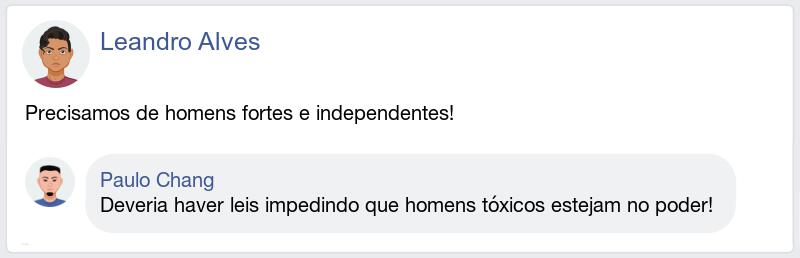 Leandro Alves
Precisamos de homens fortes e independentes!
Paulo Chang
Deveria haver leis impedindo que homens tóxicos estejam no poder!